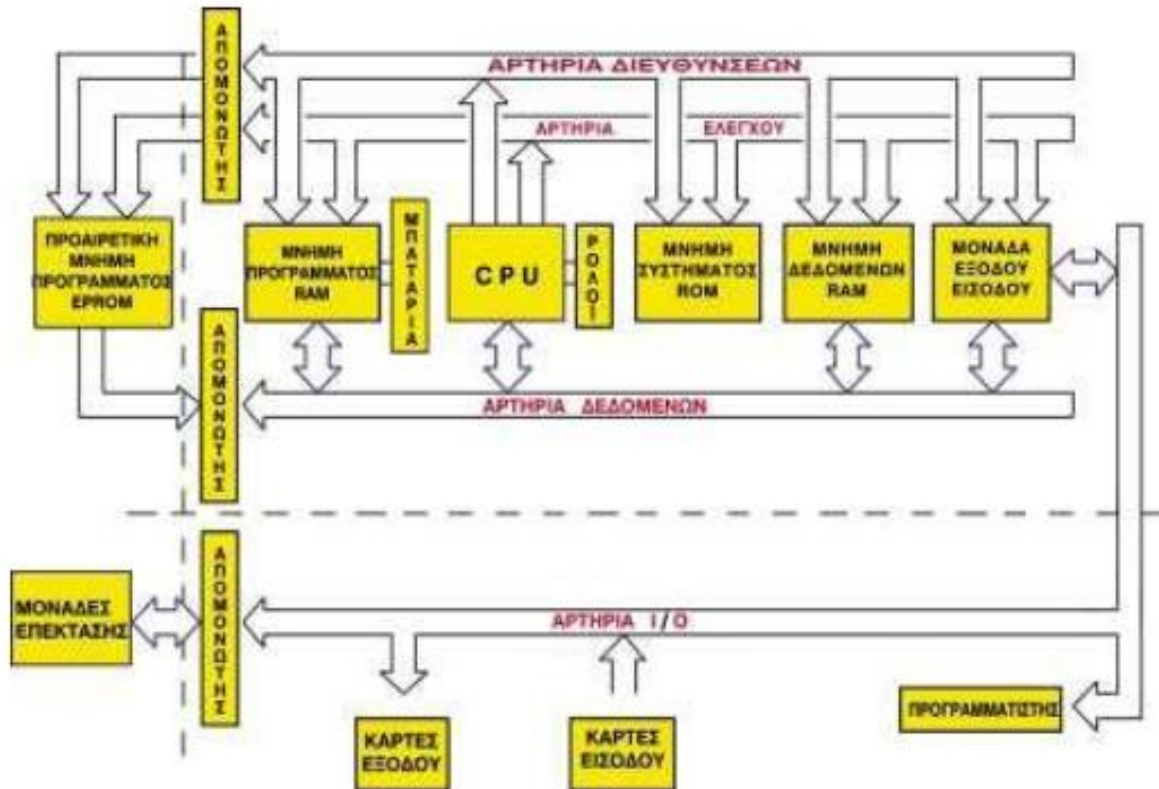 ΑΠΟΜΟΝΩΤΗΣ
ΑΡΤΗΡΙΑ ΔΙΕΥΘΥΝΣΕΩΝ
ΑΡΤΗΡΙΑ ΕΛΕΓΧΟΥ
ΠΡΟΑΙΡΕΤΙΚΗ
ΜΝΗΜΗ
ΠΡΟΓΡΑΜΜΑΤΟΣ
EPROM
ΜΝΗΜΗ
ΠΡΟΓΡΑΜΜΑΤΟΣ
RAM
ΜΠΑΤΑΡΙΑ
CPU
ΡΟΛΟΙ
ΜΝΗΜΗ
ΣΥΣΤΗΜΑΤΟΣ
ROM
ΜΝΗΜΗ
ΔΕΔΟΜΕΝΩΝ
RAM
ΜΟΝΑΔΑ
ΕΞΟΔΟΥ
ΕΙΣΟΔΟΥ
ΑΠΟΜΟΝΩΤΗΣ
ΑΡΤΗΡΙΑ ΔΕΔΟΜΕΝΩΝ
ΑΠΟΜΟΝΩΤΗΣ
ΜΟΝΑΔΕΣ
ΕΠΕΚΤΑΣΗΣ
ΑΡΤΗΡΙΑ I/O
ΚΑΡΤΕΣ
ΕΞΟΔΟΥ
ΚΑΡΤΕΣ
ΕΙΣΟΔΟΥ
ΠΡΟΓΡΑΜΜΑΤΙΣΤΗΣ